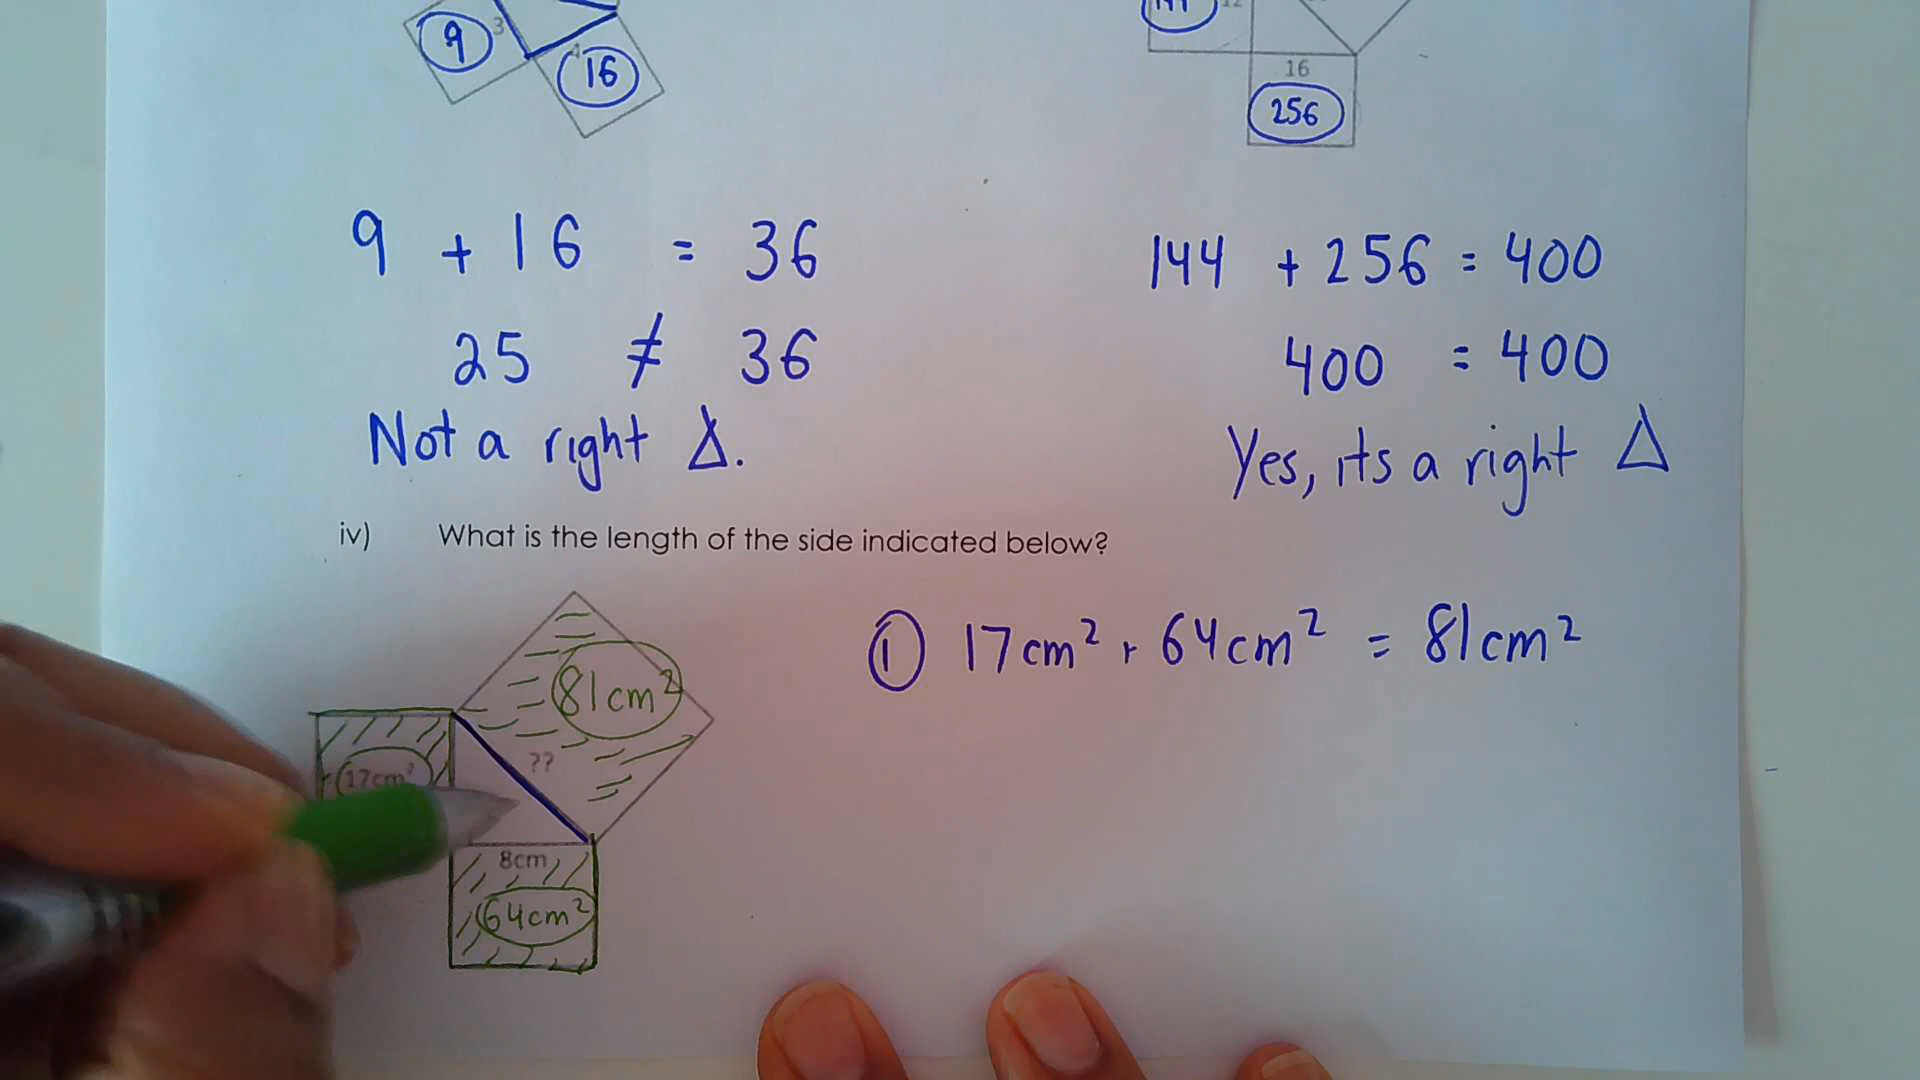 9 3 4 16
12
16
256
9 + 16 = 36
144 + 256 = 400
25 ≠ 36
400 = 400
Not a right Δ.
Yes, its a right Δ
iv) What is the length of the side indicated below?
① 17cm² + 64cm² = 81cm²
81cm²
??
17cm²
8cm
64cm²